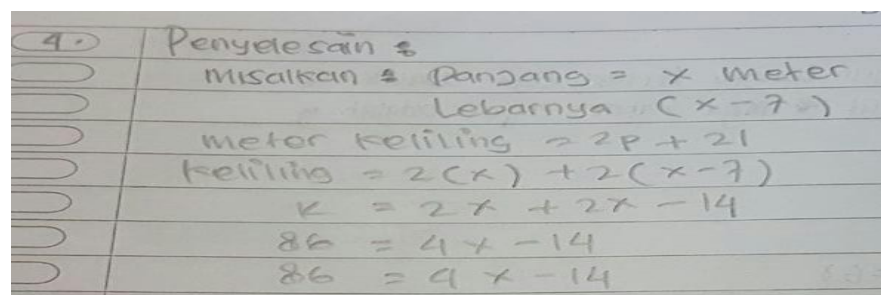 4. Penyelesain :
misalkan : Panjang = x meter
Lebarnya (x-7)
meter keliling = 2p + 2l
keliling = 2(x) + 2(x-7)
K = 2x + 2x - 14
86 = 4x - 14
86 = 4x - 14